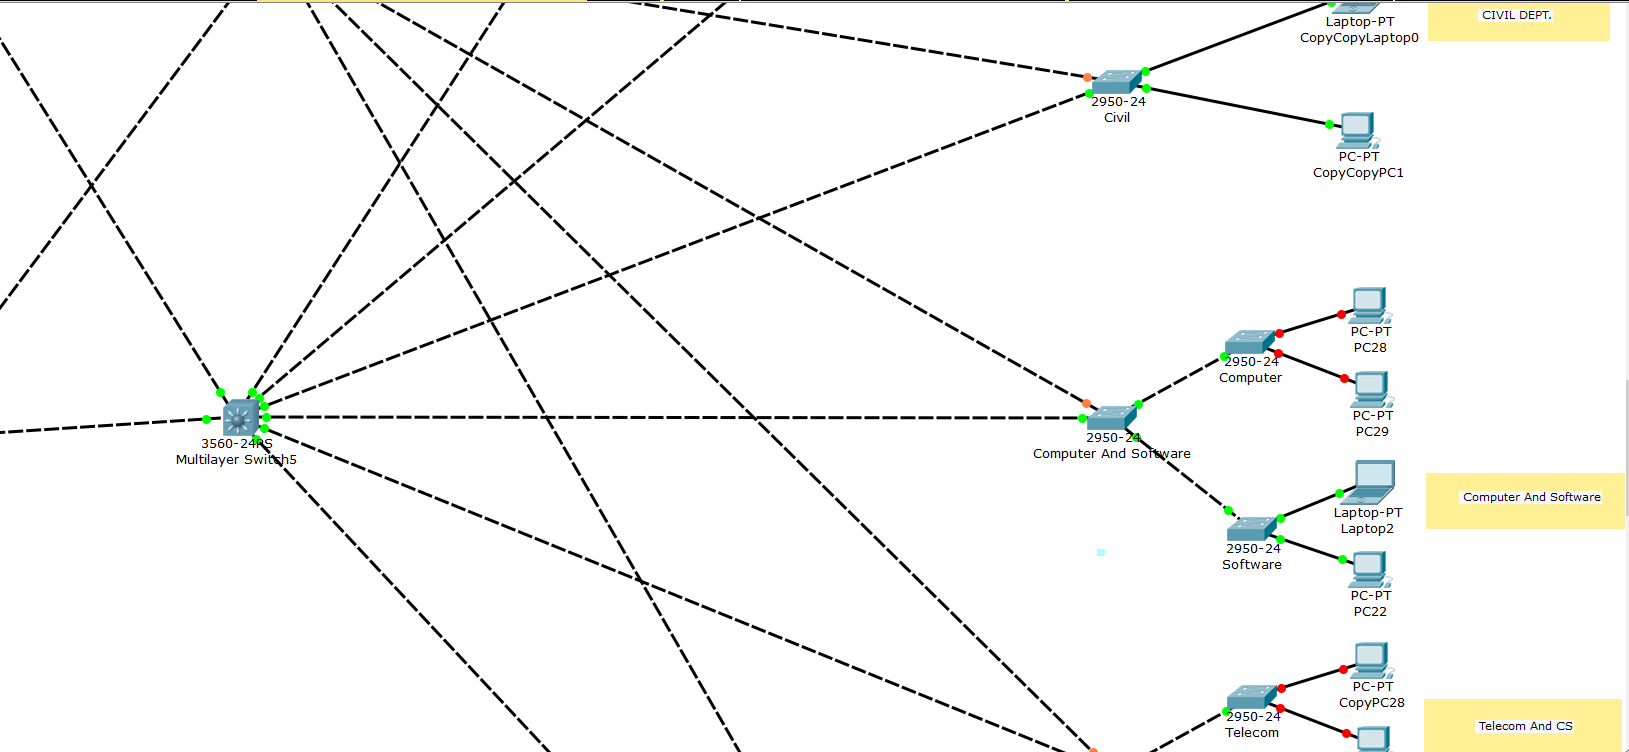 Laptop-PT
CopyCopyLaptop0
CIVIL DEPT.
2950-24
Civil
PC-PT
CopyCopyPC1
PC-PT
PC28
2950-24
Computer
PC-PT
PC29
3560-24PS
Multilayer Switch5
2950-24
Computer And Software
Laptop-PT
Laptop2
Computer And Software
2950-24
Software
PC-PT
PC22
PC-PT
CopyPC28
2950-24
Telecom
Telecom And CS